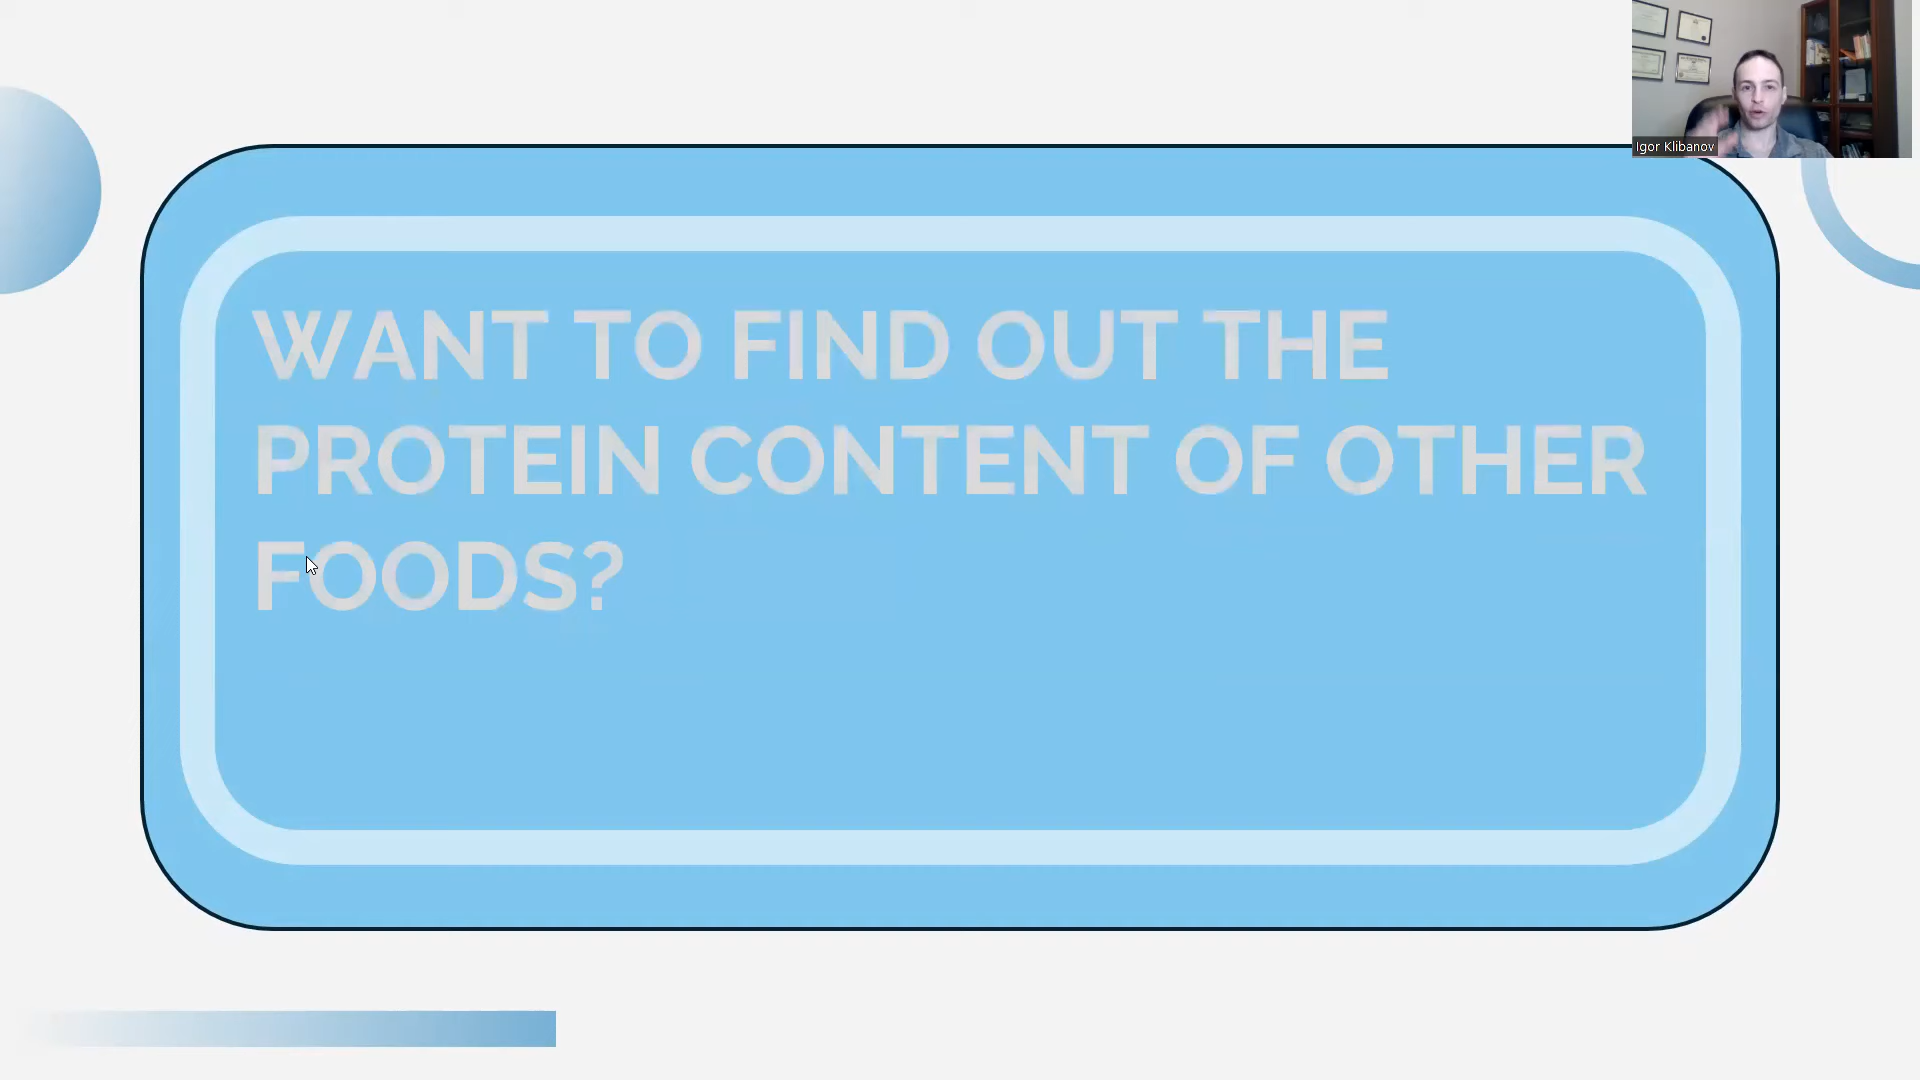 Igor Klibanov
WANT TO FIND OUT THE
PROTEIN CONTENT OF OTHER
FOODS?